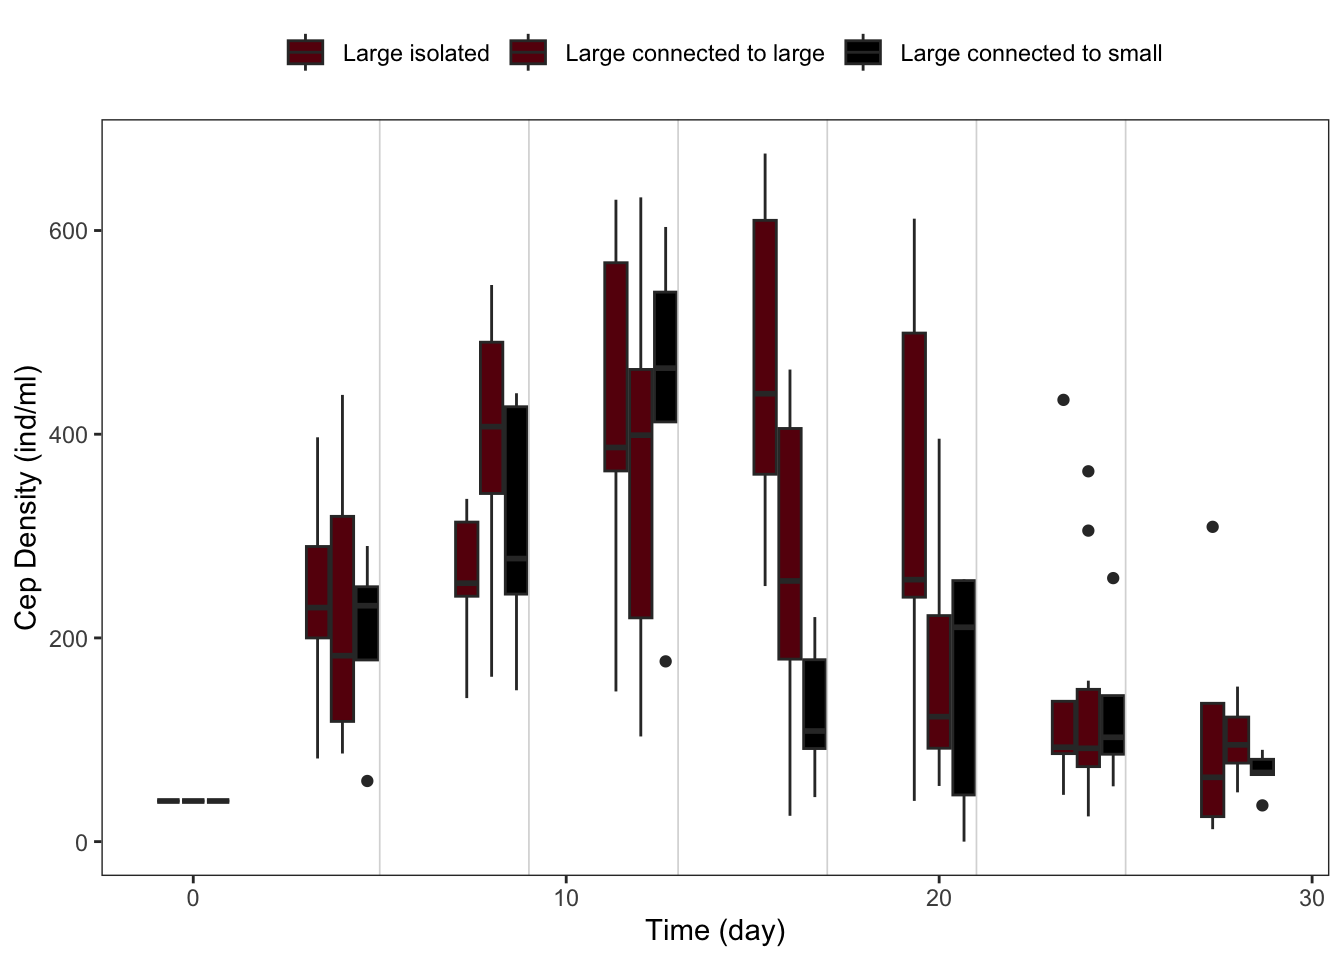 Large isolated Large connected to large Large connected to small
Cep Density (ind/ml)
600
400
200
0
0 10 20 30
Time (day)